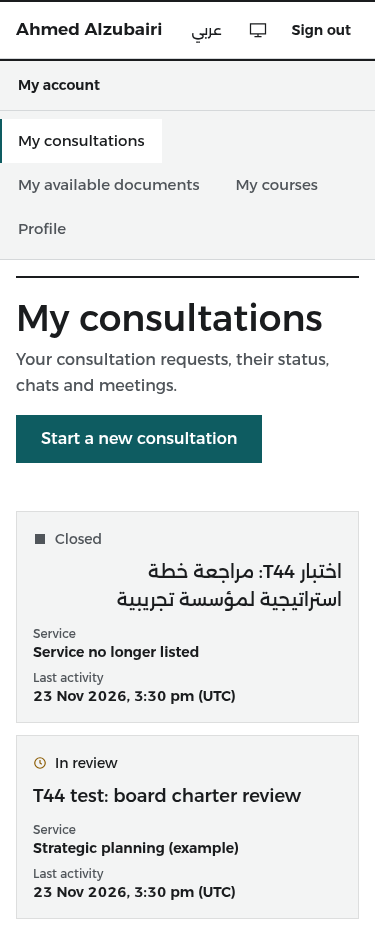 Ahmed Alzubairi
عربي
Sign out
My account
My consultations
My available documents
My courses
Profile
My consultations
Your consultation requests, their status,
chats and meetings.
Start a new consultation
Closed
اختبار T44: مراجعة خطة
استراتيجية لمؤسسة تجريبية
Service
Service no longer listed
Last activity
23 Nov 2026, 3:30 pm (UTC)
In review
T44 test: board charter review
Service
Strategic planning (example)
Last activity
23 Nov 2026, 3:30 pm (UTC)